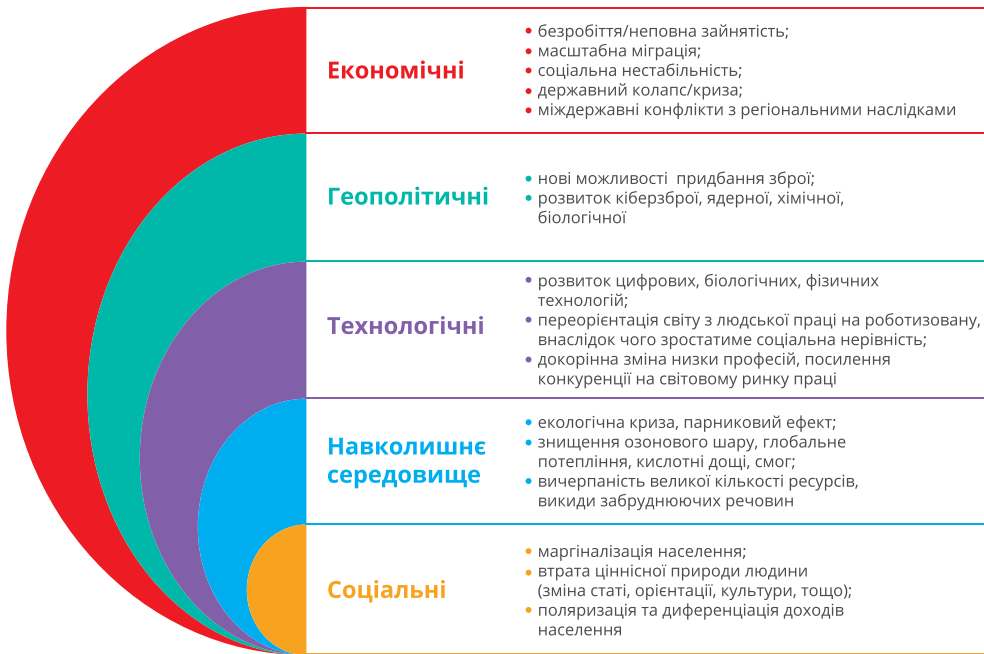 Економічні
безробіття/неповна зайнятість;
масштабна міграція;
соціальна нестабільність;
державний колапс/криза;
міждержавні конфлікти з регіональними наслідками
Геополітичні
нові можливості  придбання зброї;
розвиток кіберзброї, ядерної, хімічної,
біологічної
Технологічні
розвиток цифрових, біологічних, фізичних
технологій;
переорієнтація світу з людської праці на роботизовану,
внаслідок чого зростатиме соціальна нерівність;
докорінна зміна низки професій, посилення
конкуренції на світовому ринку праці
Навколишнє
середовище
екологічна криза, парниковий ефект;
знищення озонового шару, глобальне
потепління, кислотні дощі, смог;
вичерпаність великої кількості ресурсів,
викиди забруднюючих речовин
Соціальні
маргіналізація населення;
втрата ціннісної природи людини
(зміна статі, орієнтації, культури, тощо);
поляризація та диференціація доходів
населення